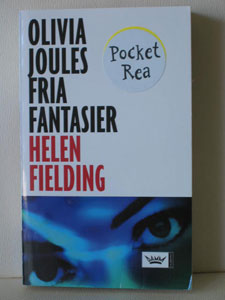 OLIVIA
JOULES
FRIA
FANTASIER
HELEN
FIELDING
Pocket
Rea